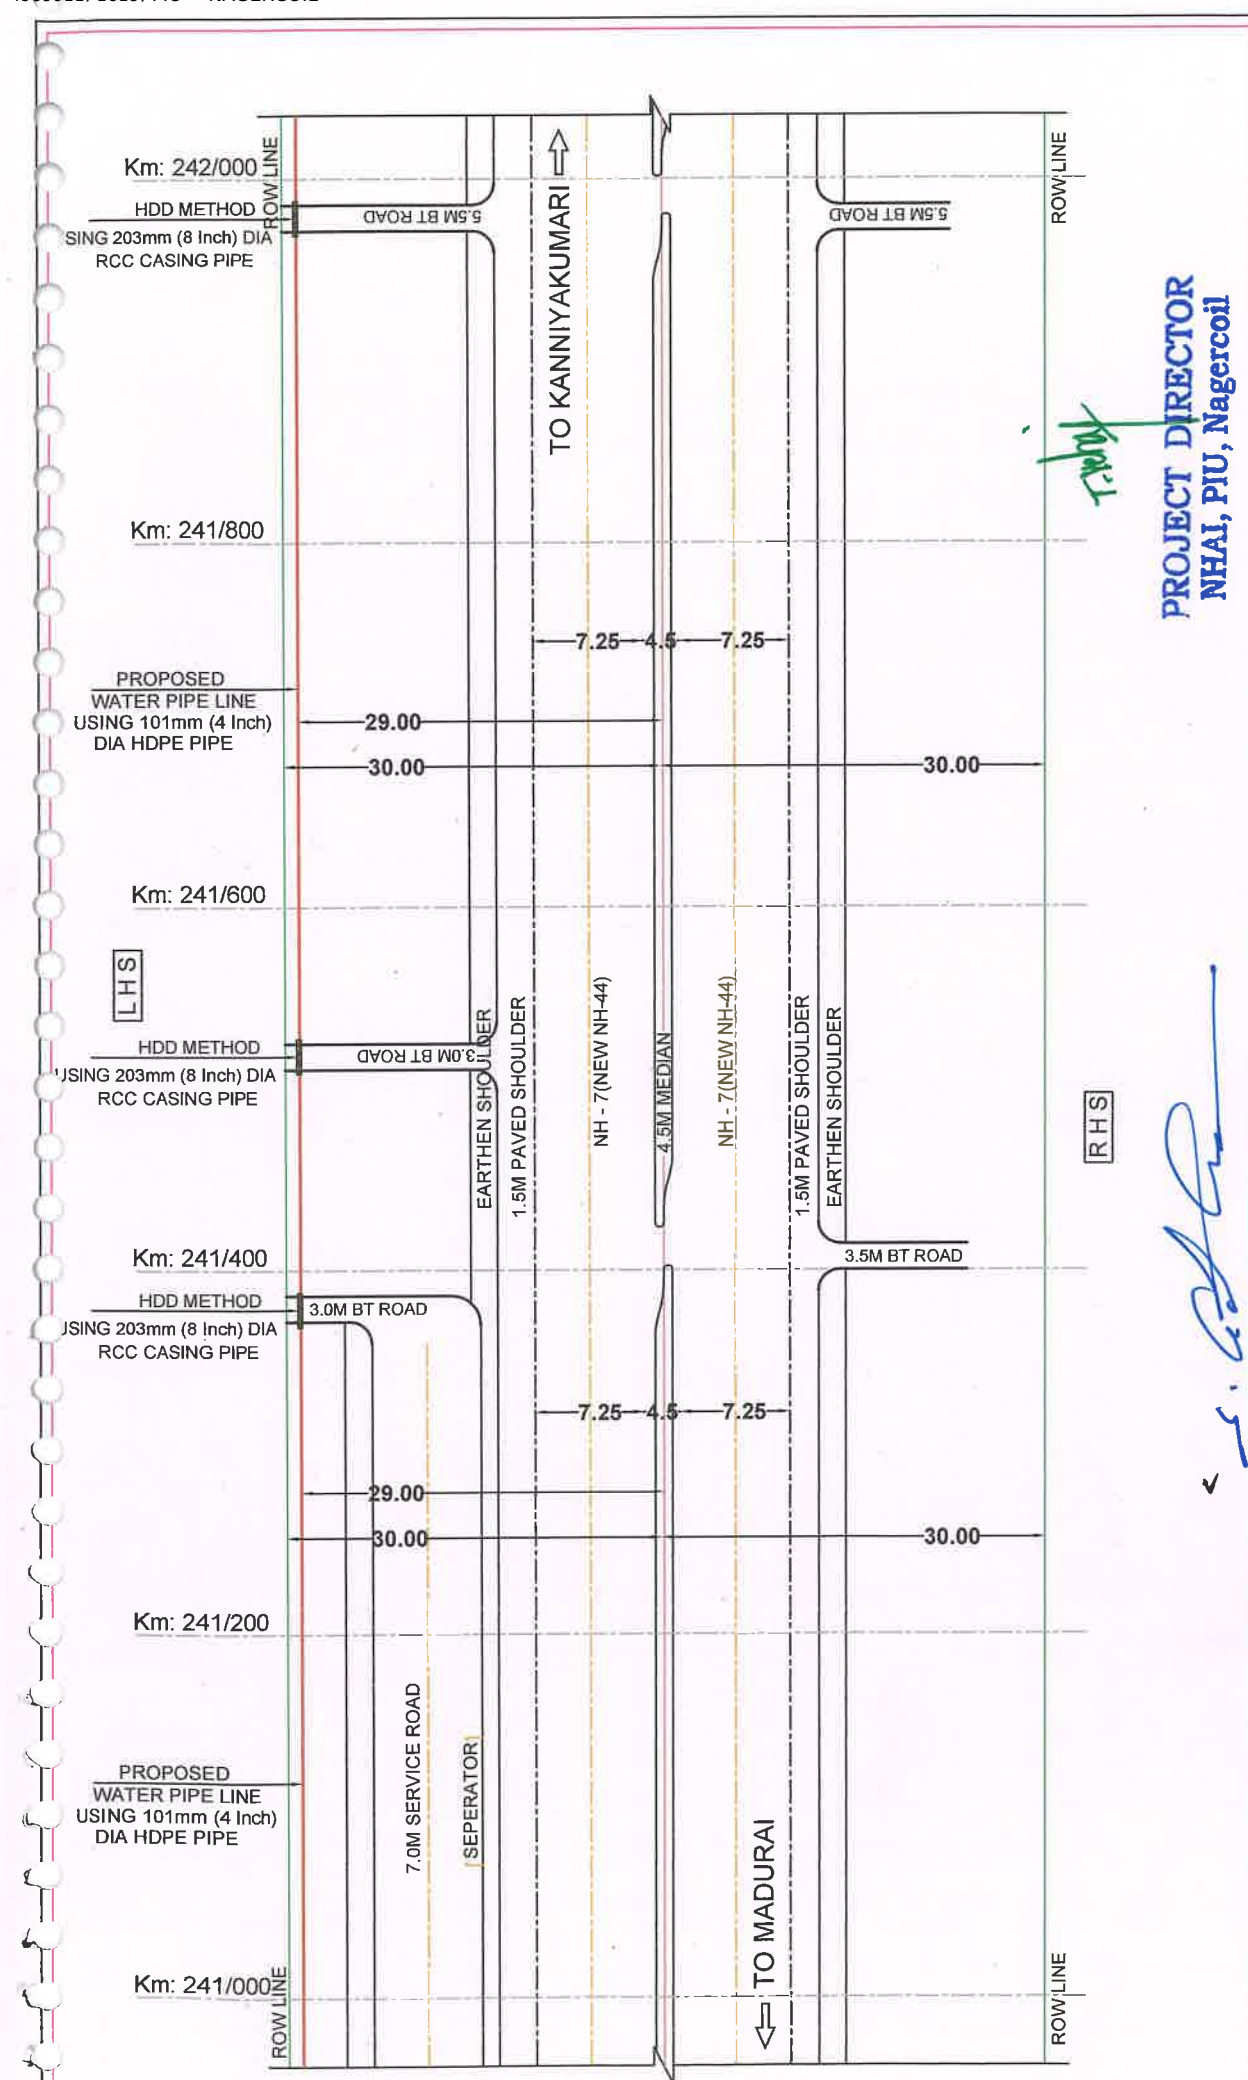 Km: 242/000
ROW LINE
HDD METHOD
SING 203mm (8 Inch) DIA
RCC CASING PIPE
5.5M BT ROAD
TO KANNIYAKUMARI
5.5M BT ROAD
ROW LINE
PROJECT DIRECTOR
NHAI, PIU, Nagercoil
Km: 241/800
7.25 4.5 7.25
PROPOSED
WATER PIPE LINE
USING 101mm (4 Inch)
DIA HDPE PIPE
29.00
30.00 30.00
Km: 241/600
LHS
HDD METHOD
USING 203mm (8 Inch) DIA
RCC CASING PIPE
3.0M BT ROAD
EARTHEN SHOULDER
1.5M PAVED SHOULDER
NH - 7(NEW NH-44)
4.5M MEDIAN
NH - 7(NEW NH-44)
1.5M PAVED SHOULDER
EARTHEN SHOULDER
RHS
Km: 241/400
3.5M BT ROAD
HDD METHOD
USING 203mm (8 Inch) DIA
RCC CASING PIPE
3.0M BT ROAD
7.25 4.5 7.25
29.00
30.00 30.00
Km: 241/200
PROPOSED
WATER PIPE LINE
USING 101mm (4 Inch)
DIA HDPE PIPE
7.0M SERVICE ROAD
[SEPERATOR]
TO MADURAI
Km: 241/000
ROW LINE
ROW LINE